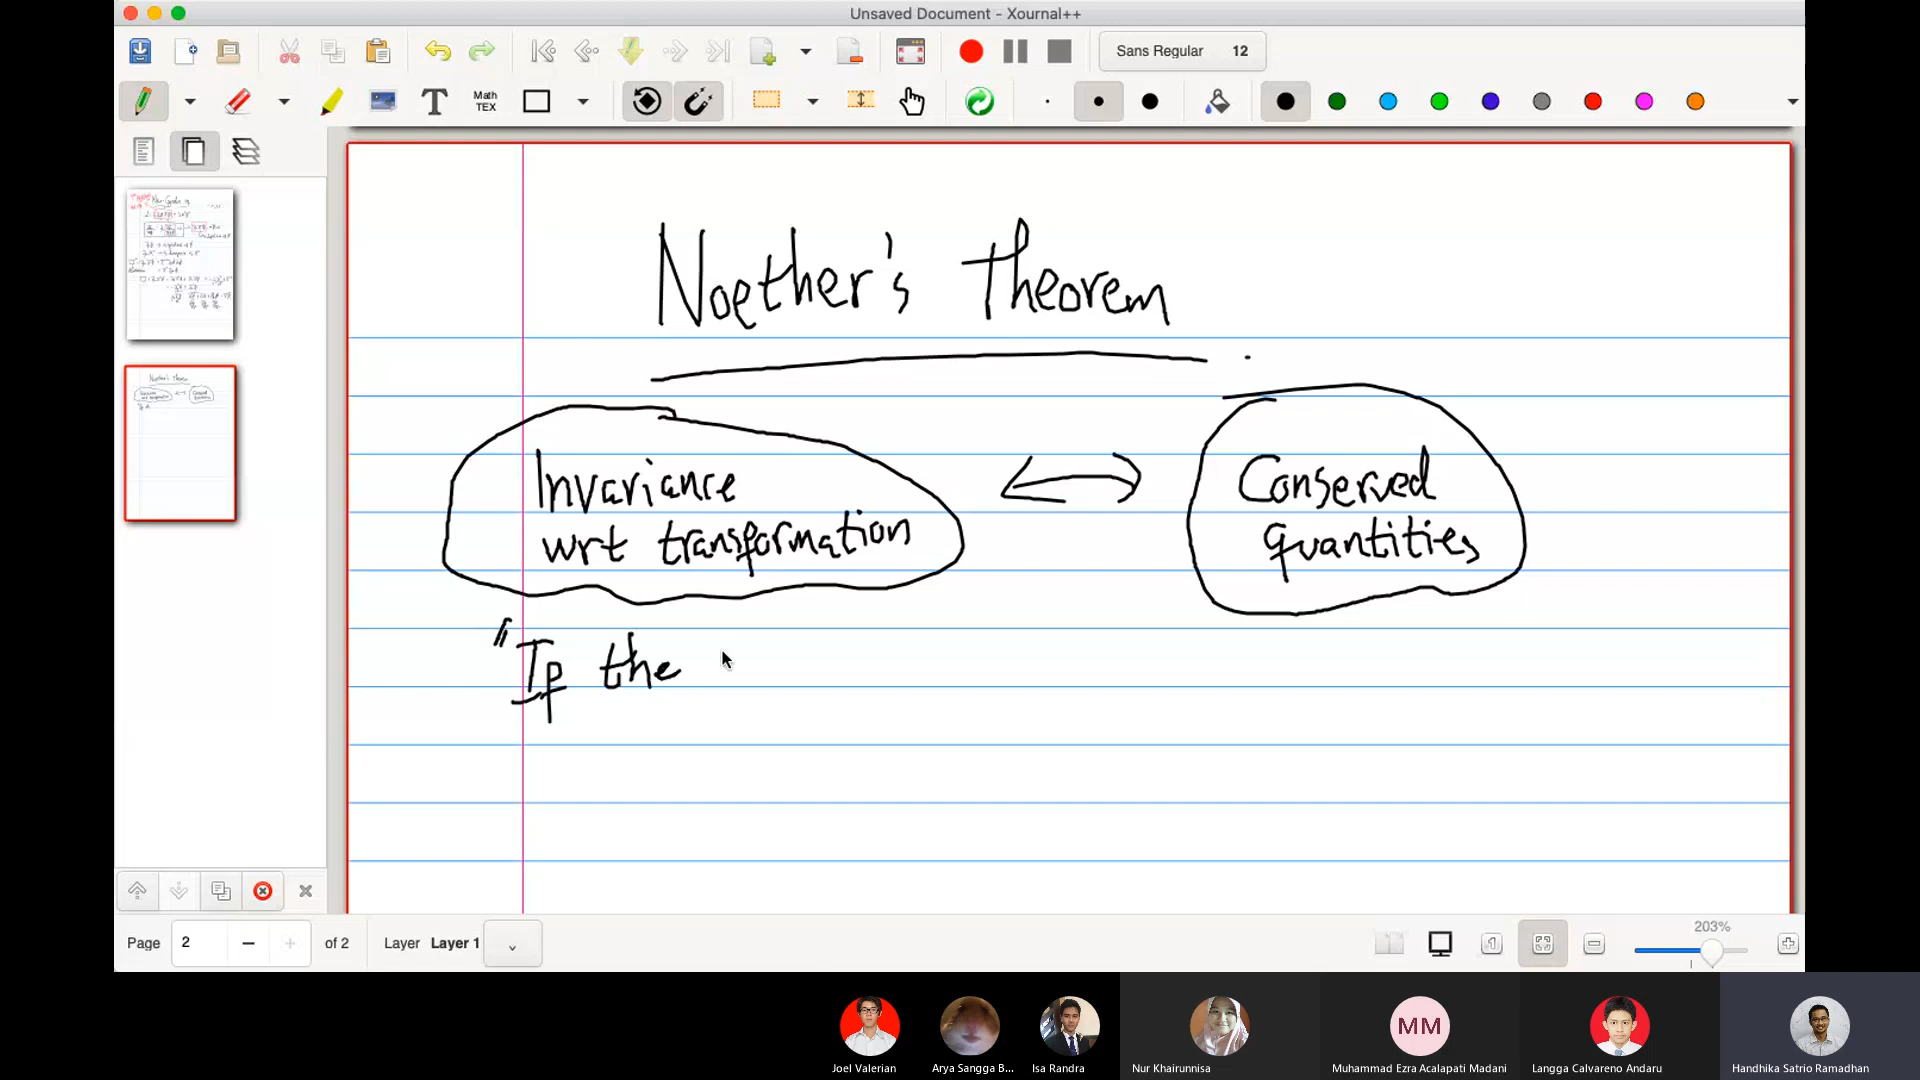 Unsaved Document - Xournal++
Sans Regular 12
Math
TEX
Noether's Theorem
Invariance
wrt transformation
Conserved
quantities
"If the
Page 2 of 2 Layer Layer 1
203%
Joel Valerian
Arya Sangga B...
Isa Randra
Nur Khairunnisa
MM
Muhammad Ezra Acalapati Madani
Langga Calvareno Andaru
Handhika Satrio Ramadhan